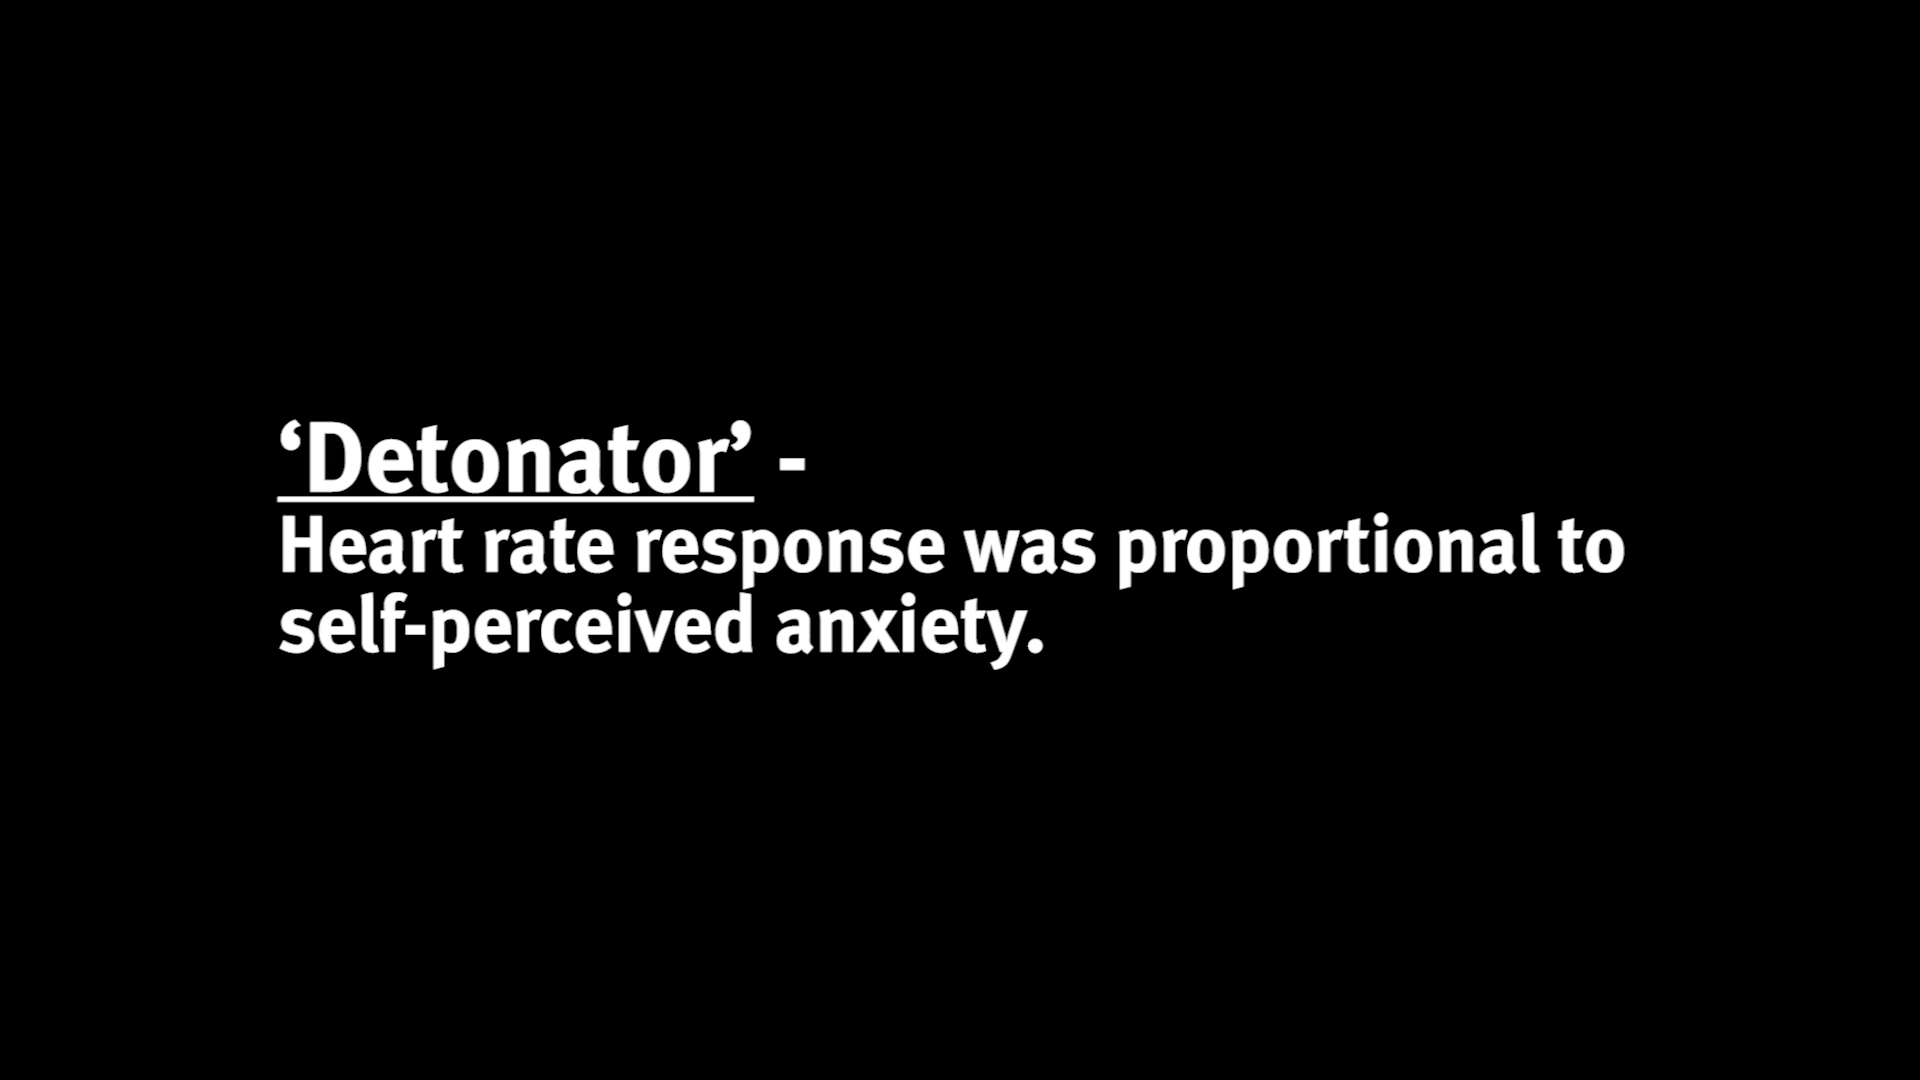 ‘Detonator’ -
Heart rate response was proportional to
self-perceived anxiety.